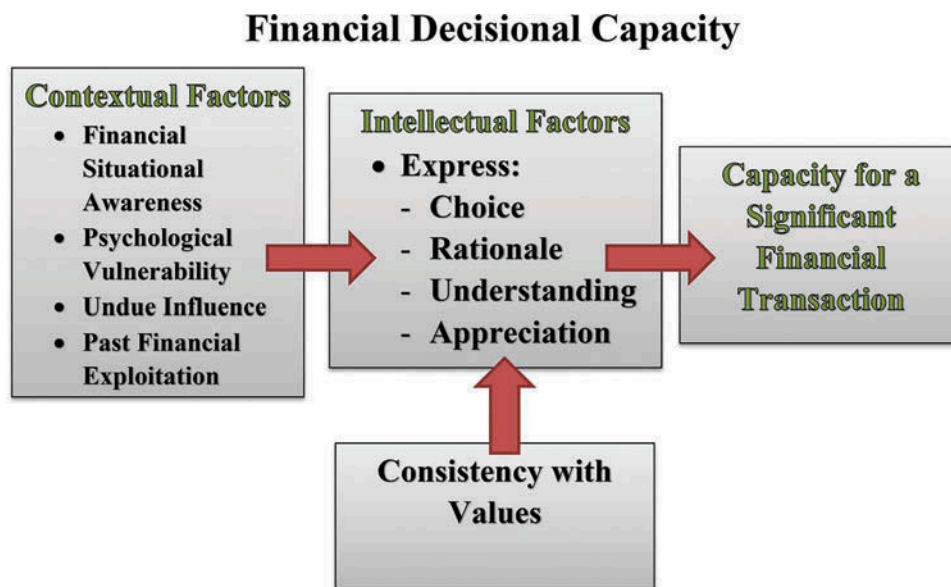 Financial Decisional Capacity
Contextual Factors
• Financial
Situational
Awareness
• Psychological
Vulnerability
• Undue Influence
• Past Financial
Exploitation
Intellectual Factors
• Express:
- Choice
- Rationale
- Understanding
- Appreciation
Capacity for a
Significant
Financial
Transaction
Consistency with
Values